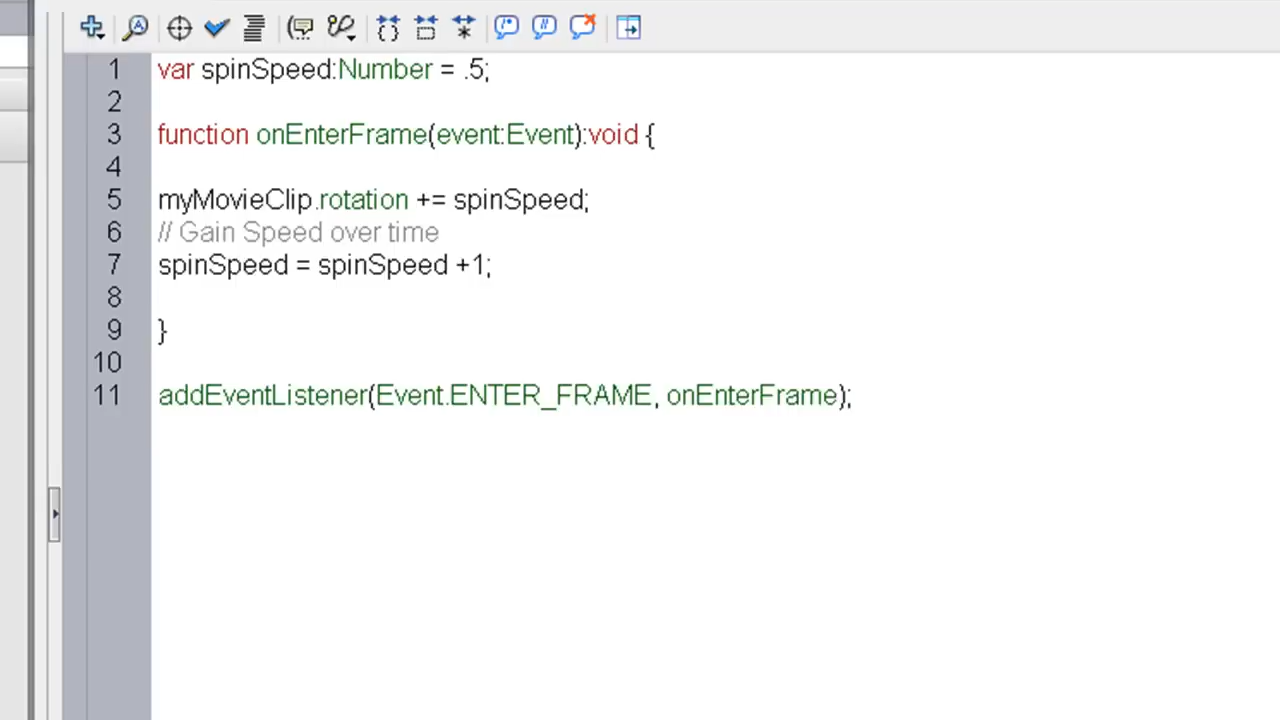 1 var spinSpeed:Number = .5;
2
3 function onEnterFrame(event:Event):void {
4
5 myMovieClip.rotation += spinSpeed;
6 // Gain Speed over time
7 spinSpeed = spinSpeed +1;
8
9 }
10
11 addEventListener(Event.ENTER_FRAME, onEnterFrame);